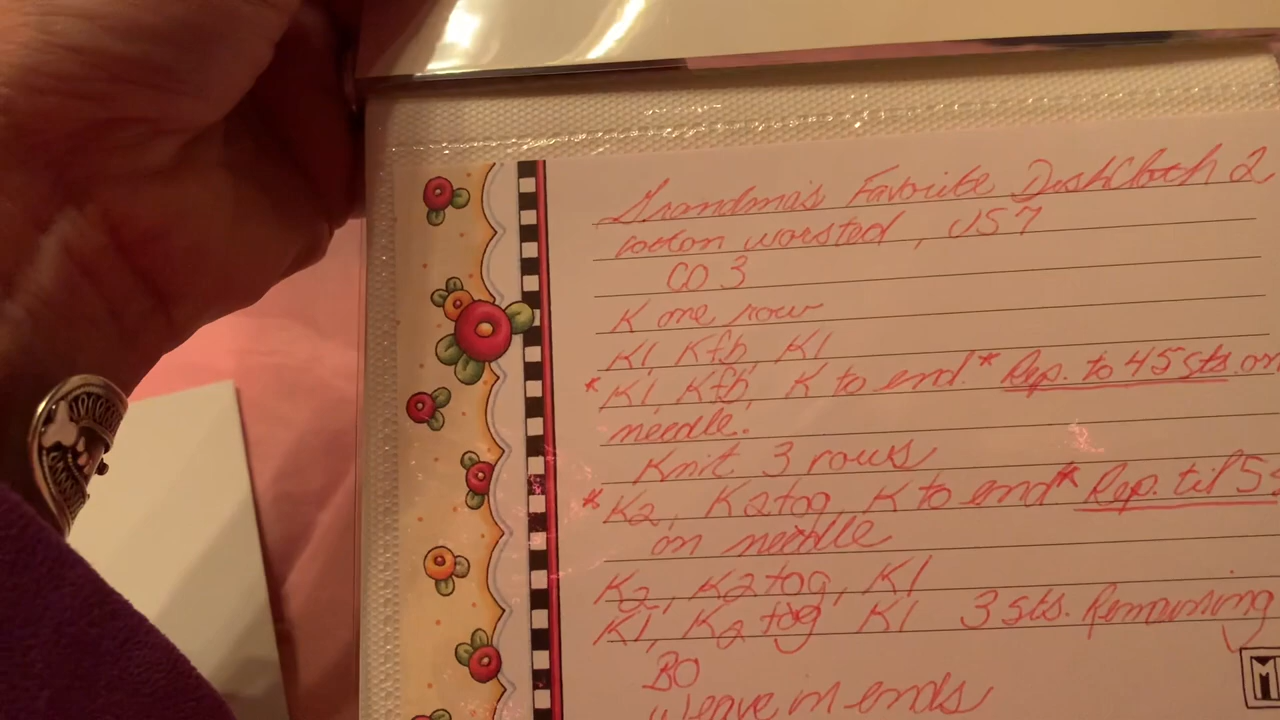 Grandma's Favorite DishCloth 2
cotton worsted, US 7
CO 3
K one row
K1, Kfb, K1
*K1, Kfb, K to end.* Rep. to 45 sts. on
needle.
Knit 3 rows
*K2, K2tog, K to end* Rep. til 5
on needle
K2, K2tog, K1
K1, K2tog K1 3 sts. Remaining
BO
Weave in ends
M